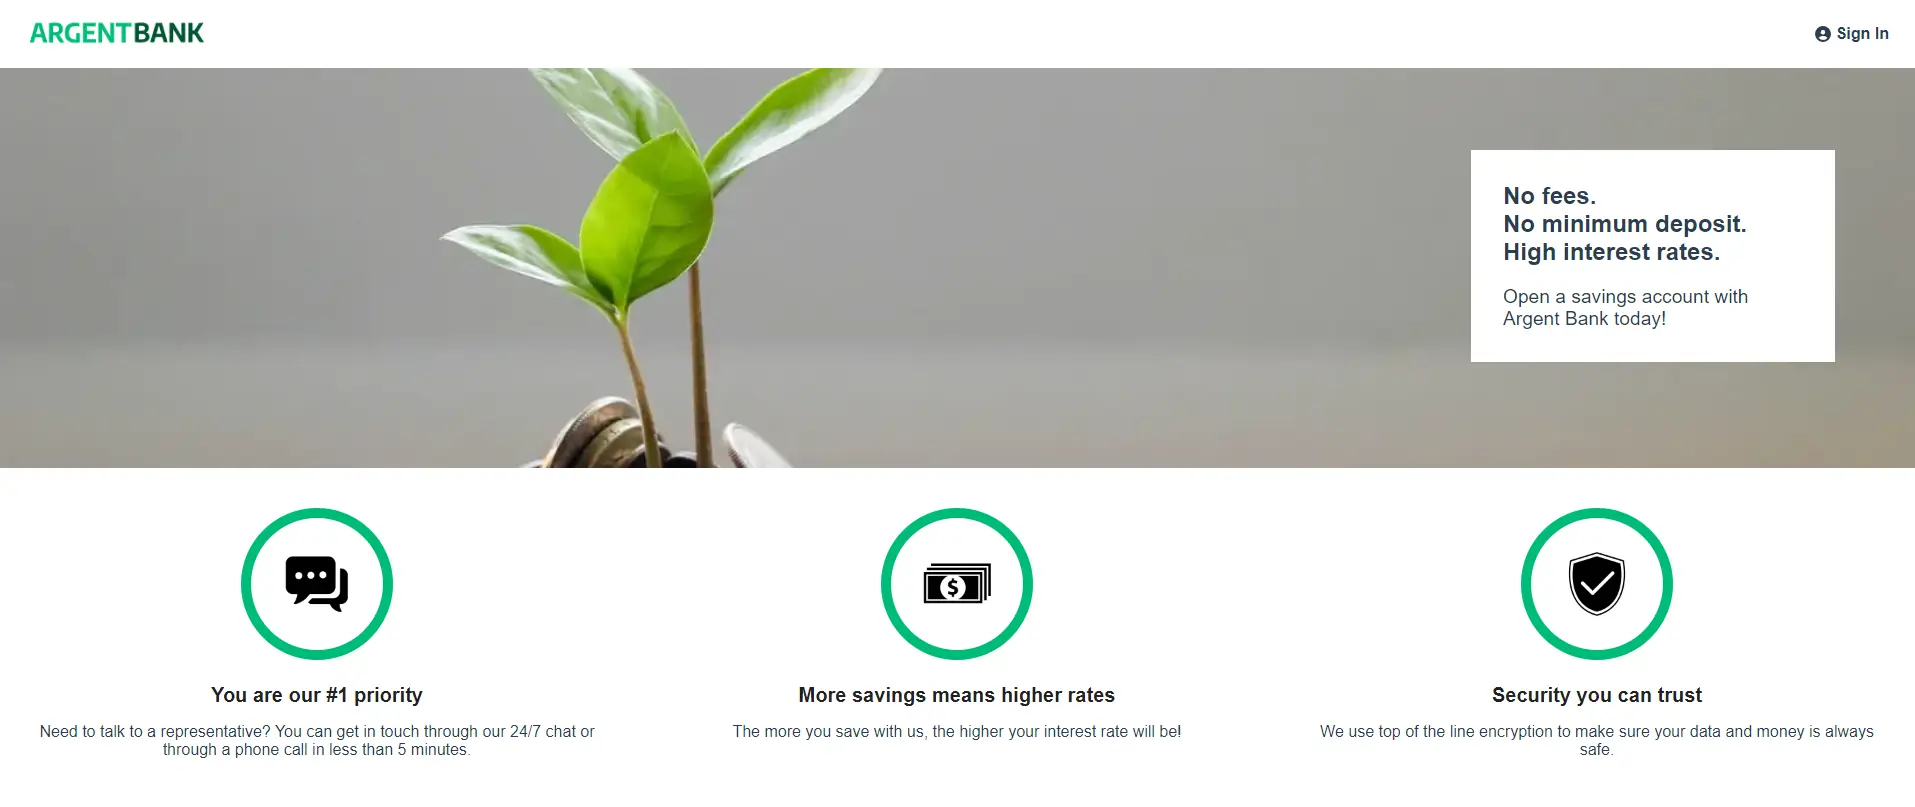 ARGENTBANK
Sign In
No fees.
No minimum deposit.
High interest rates.
Open a savings account with
Argent Bank today!
You are our #1 priority
Need to talk to a representative? You can get in touch through our 24/7 chat or
through a phone call in less than 5 minutes.
$
More savings means higher rates
The more you save with us, the higher your interest rate will be!
Security you can trust
We use top of the line encryption to make sure your data and money is always
safe.